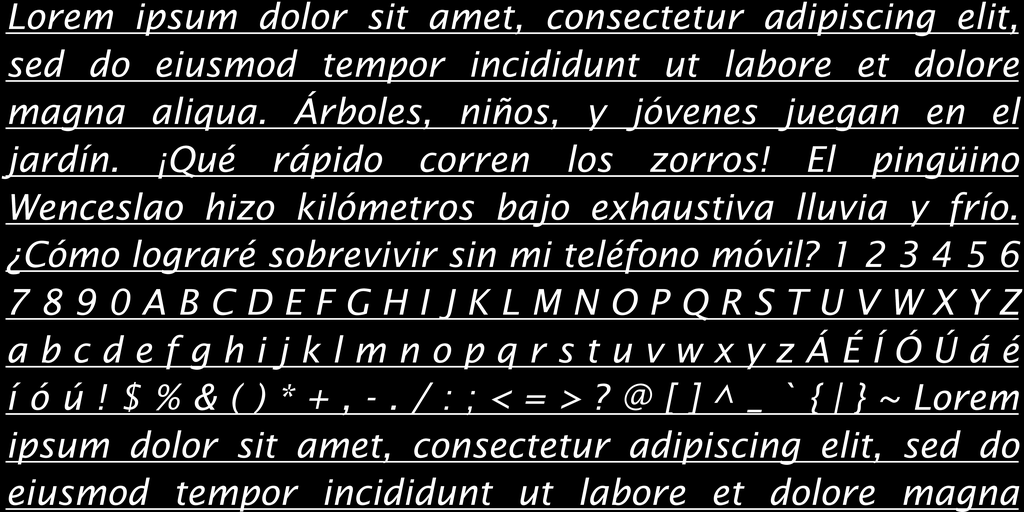 Lorem ipsum dolor sit amet, consectetur adipiscing elit,
sed do eiusmod tempor incididunt ut labore et dolore
magna aliqua. Árboles, niños, y jóvenes juegan en el
jardín. ¡Qué rápido corren los zorros! El pingüino
Wenceslao hizo kilómetros bajo exhaustiva lluvia y frío.
¿Cómo lograré sobrevivir sin mi teléfono móvil? 1 2 3 4 5 6
7 8 9 0 A B C D E F G H I J K L M N O P Q R S T U V W X Y Z
a b c d e f g h i j k l m n o p q r s t u v w x y z Á É Í Ó Ú á é
í ó ú ! $ % & ( ) * + , - . / : ; < = > ? @ [ ] ^ _ ` { | } ~ Lorem
ipsum dolor sit amet, consectetur adipiscing elit, sed do
eiusmod tempor incididunt ut labore et dolore magna